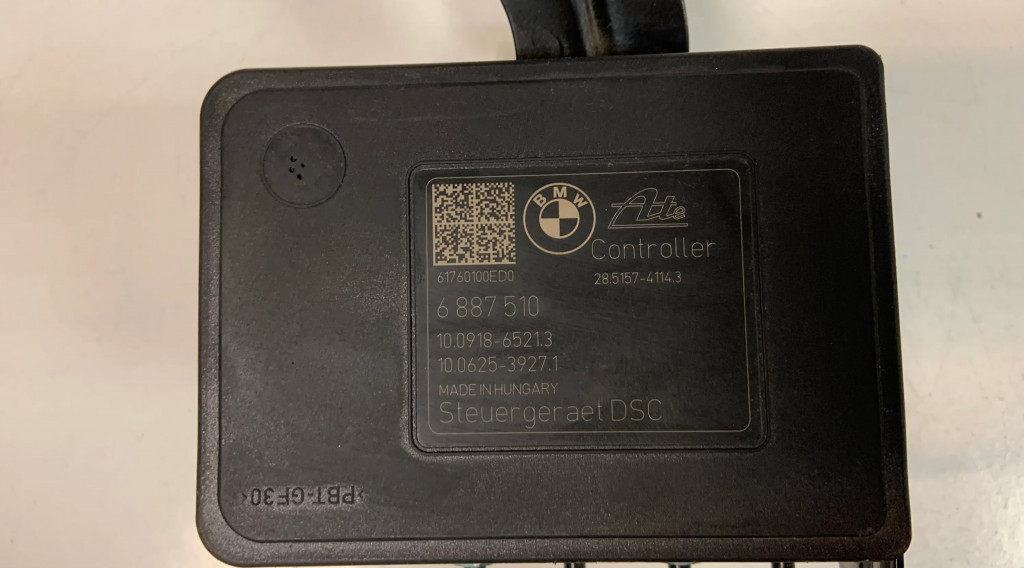 BMW
Ate
Controller
61760100ED0
28.5157-4114.3
6 887 510
10.0918-6521.3
10.0625-3927.1
MADE IN HUNGARY
Steuergeraet DSC
>PBT-GF30<